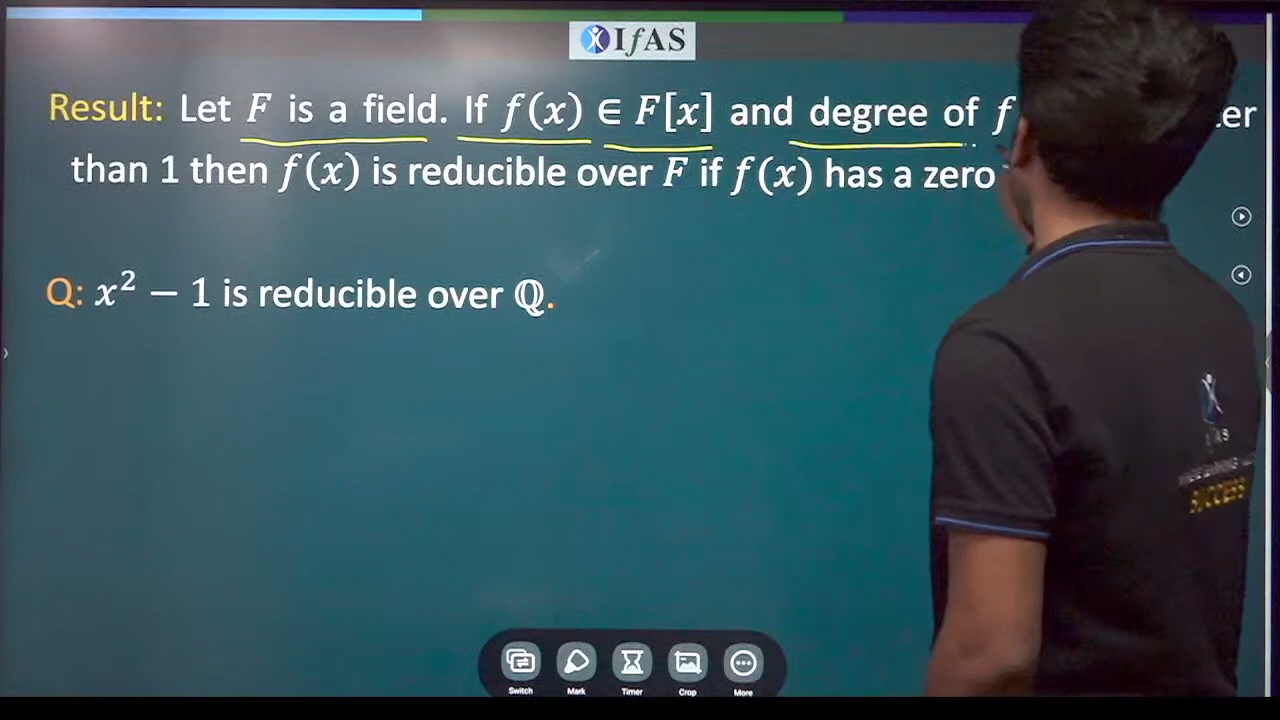 IfAS
Result: Let F is a field. If f(x) ∈ F[x] and degree of f
than 1 then f(x) is reducible over F if f(x) has a zero
Q: x² − 1 is reducible over ℚ.
SUCCESS
Switch Mark Timer Crop More